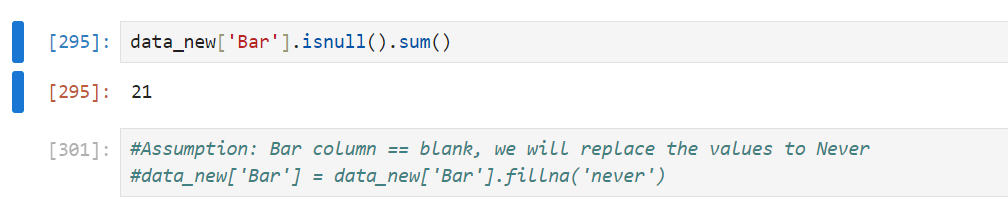 [295]: data_new['Bar'].isnull().sum()
[295]: 21
[301]: #Assumption: Bar column == blank, we will replace the values to Never
#data_new['Bar'] = data_new['Bar'].fillna('never')